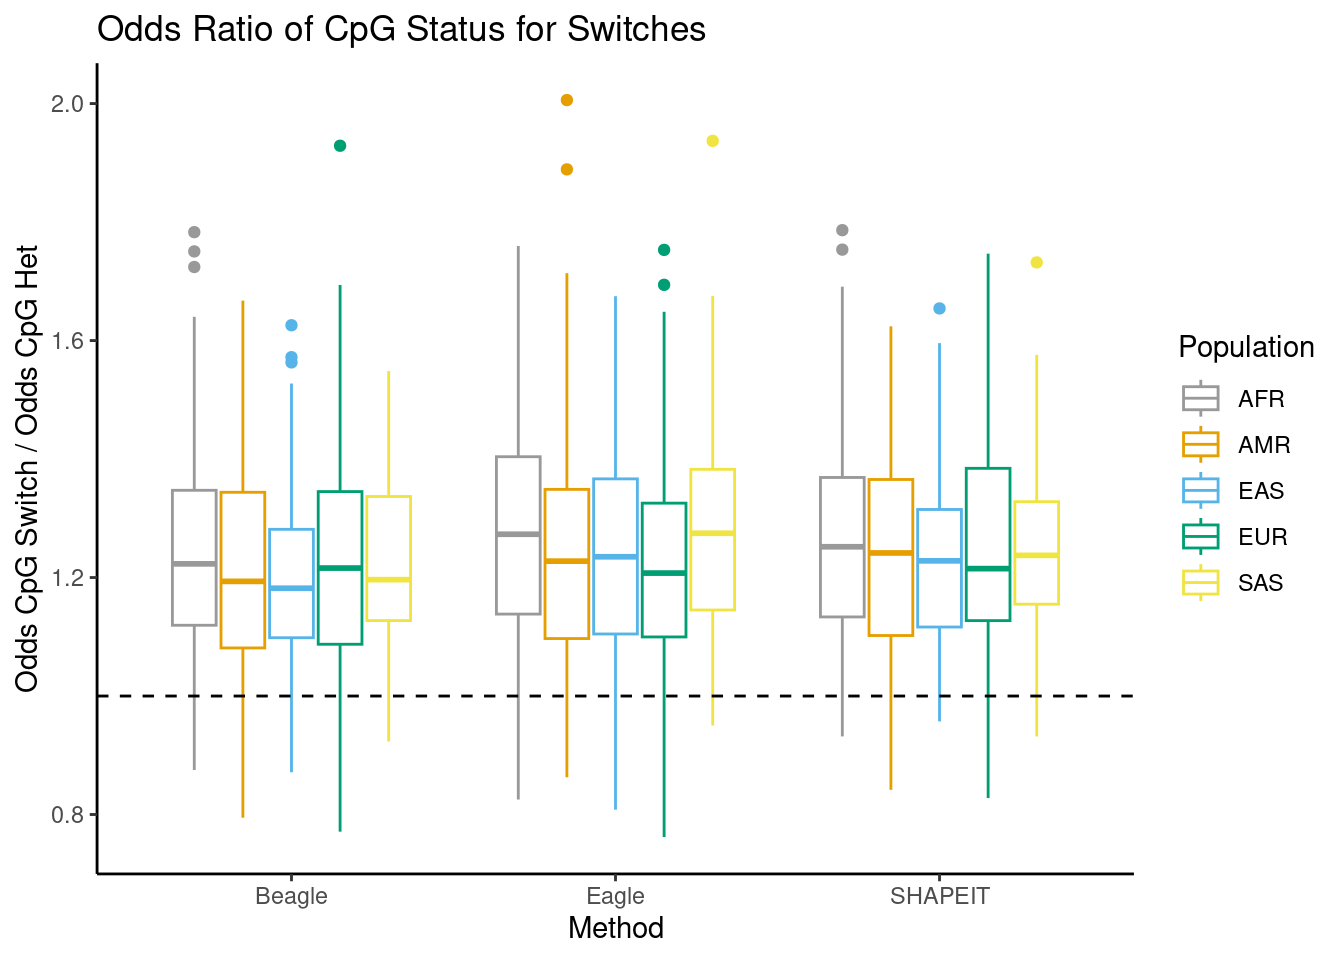 Odds Ratio of CpG Status for Switches
Odds CpG Switch / Odds CpG Het
2.0
1.6
1.2
0.8
Beagle
Eagle
SHAPEIT
Method
Population
AFR
AMR
EAS
EUR
SAS